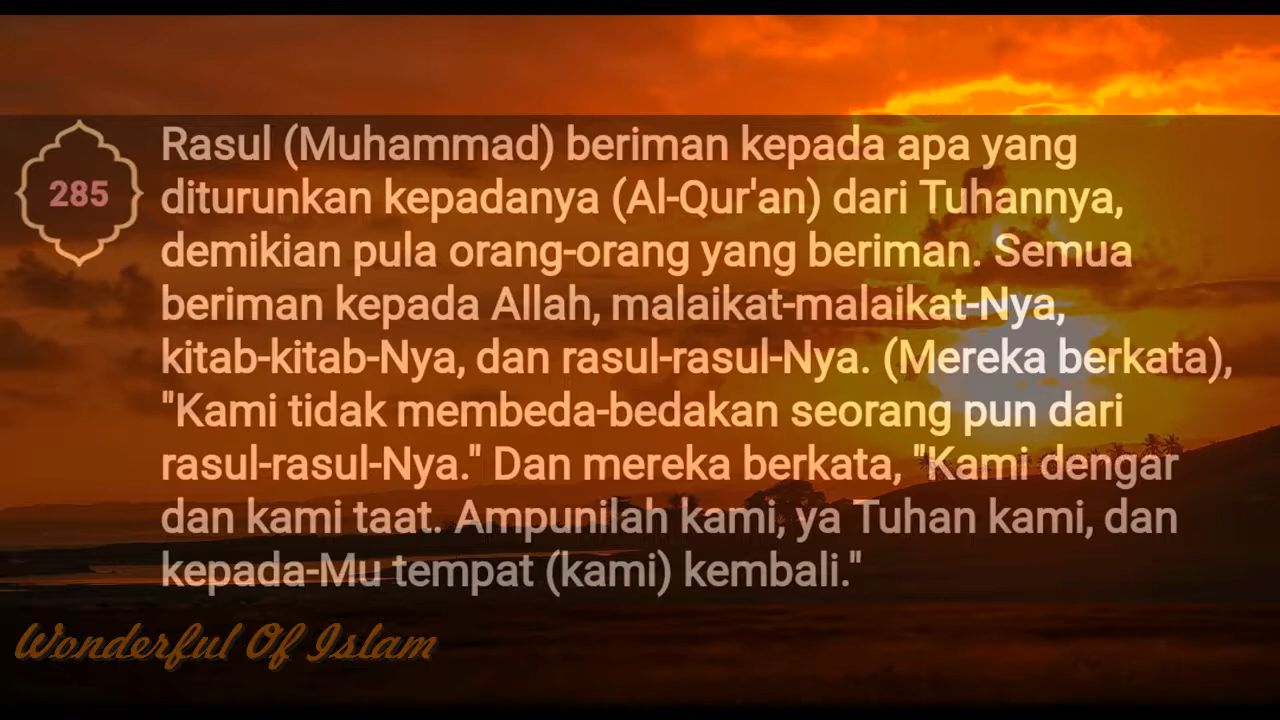 285
Rasul (Muhammad) beriman kepada apa yang
diturunkan kepadanya (Al-Qur'an) dari Tuhannya,
demikian pula orang-orang yang beriman. Semua
beriman kepada Allah, malaikat-malaikat-Nya,
kitab-kitab-Nya, dan rasul-rasul-Nya. (Mereka berkata),
"Kami tidak membeda-bedakan seorang pun dari
rasul-rasul-Nya." Dan mereka berkata, "Kami dengar
dan kami taat. Ampunilah kami, ya Tuhan kami, dan
kepada-Mu tempat (kami) kembali."
Wonderful Of Islam